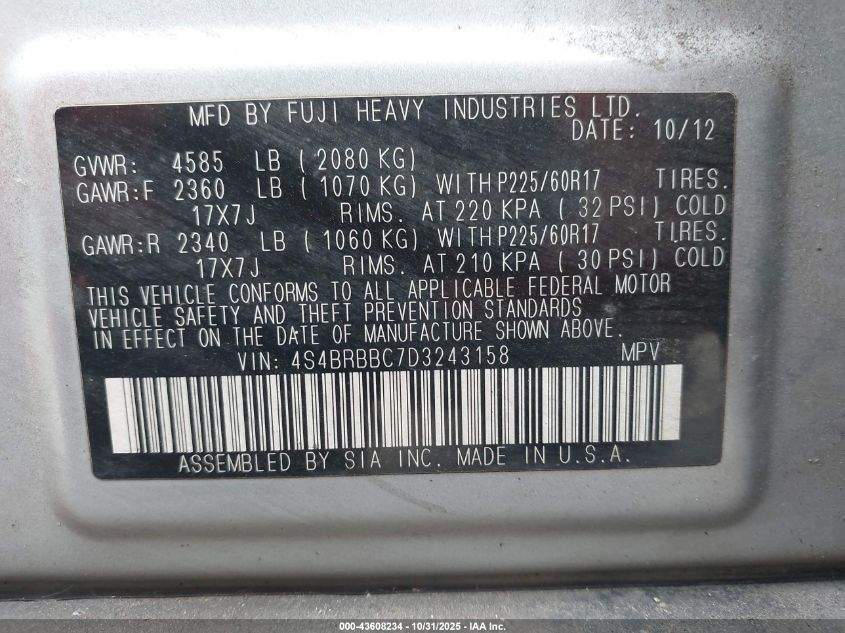 MFD BY FUJI HEAVY INDUSTRIES LTD.
DATE: 10/12
GVWR: 4585 LB ( 2080 KG)
GAWR:F 2360 LB ( 1070 KG) WITH P225/60R17 TIRES.
17X7J RIMS. AT 220 KPA ( 32 PSI) COLD
GAWR:R 2340 LB ( 1060 KG) WITH P225/60R17 TIRES.
17X7J RIMS. AT 210 KPA ( 30 PSI) COLD
THIS VEHICLE CONFORMS TO ALL APPLICABLE FEDERAL MOTOR
VEHICLE SAFETY AND THEFT PREVENTION STANDARDS
IN EFFECT ON THE DATE OF MANUFACTURE SHOWN ABOVE.
VIN: 4S4BRBBC7D3243158 MPV
ASSEMBLED BY SIA INC. MADE IN U.S.A.
000-43608234 - 10/31/2025 - IAA Inc.